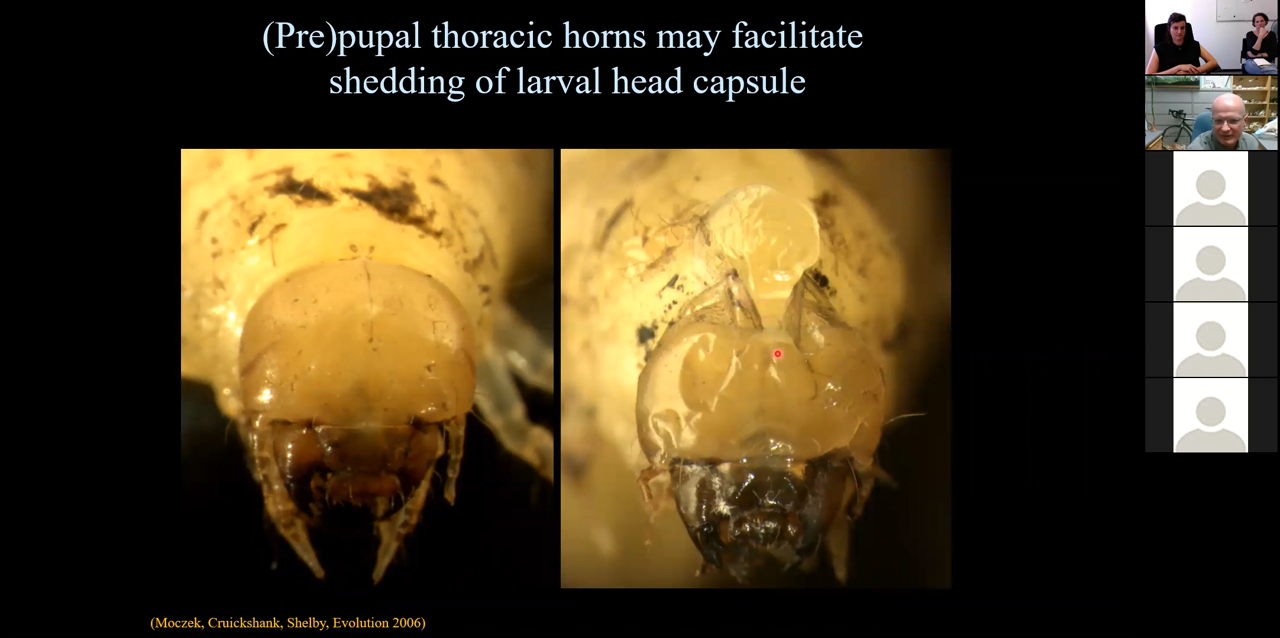 (Pre)pupal thoracic horns may facilitate
shedding of larval head capsule
(Moczek, Cruickshank, Shelby, Evolution 2006)